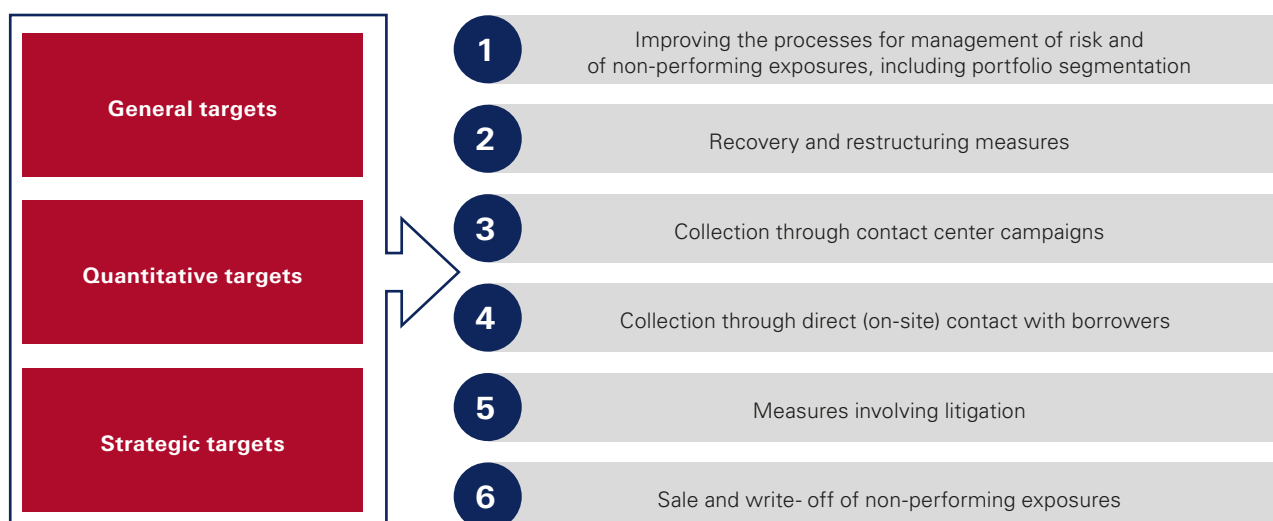 General targets
Quantitative targets
Strategic targets
1
Improving the processes for management of risk and
of non-performing exposures, including portfolio segmentation
2
Recovery and restructuring measures
3
Collection through contact center campaigns
4
Collection through direct (on-site) contact with borrowers
5
Measures involving litigation
6
Sale and write- off of non-performing exposures